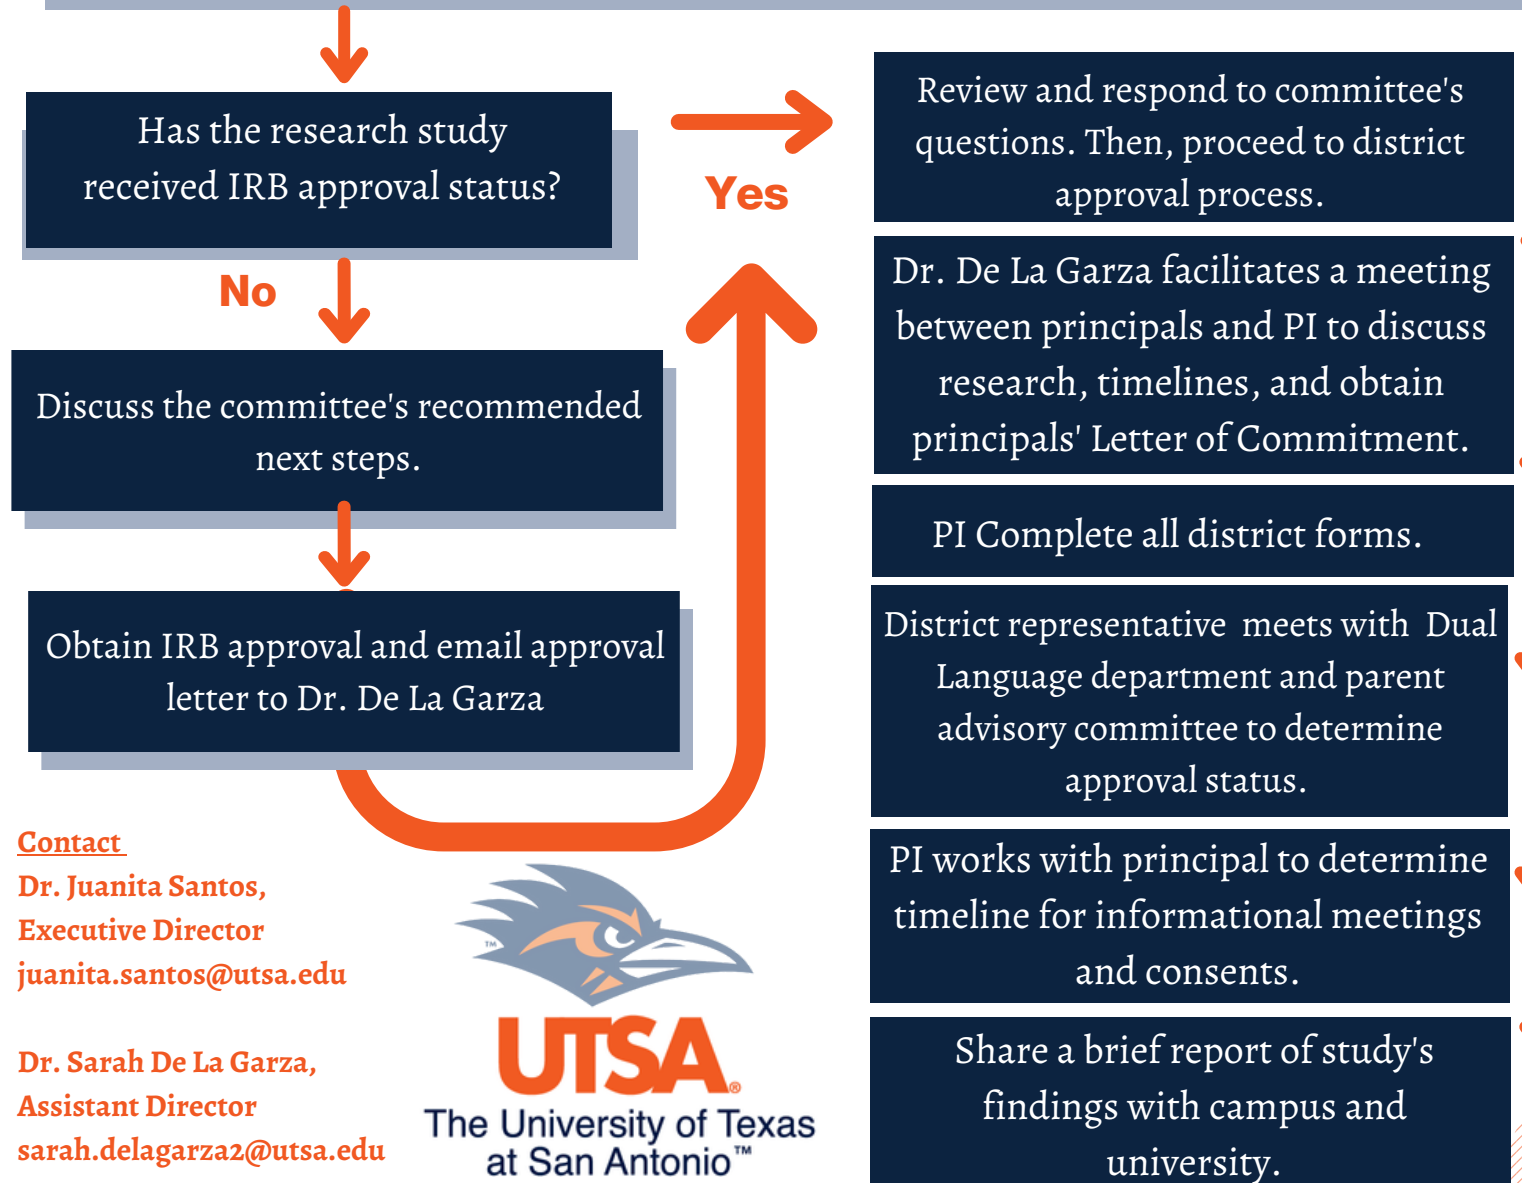 Has the research study
received IRB approval status?
Yes
No
Discuss the committee's recommended
next steps.
Obtain IRB approval and email approval
letter to Dr. De La Garza
Review and respond to committee's
questions. Then, proceed to district
approval process.
Dr. De La Garza facilitates a meeting
between principals and PI to discuss
research, timelines, and obtain
principals' Letter of Commitment.
PI Complete all district forms.
District representative meets with Dual
Language department and parent
advisory committee to determine
approval status.
PI works with principal to determine
timeline for informational meetings
and consents.
Share a brief report of study's
findings with campus and
university.
Contact
Dr. Juanita Santos,
Executive Director
juanita.santos@utsa.edu
Dr. Sarah De La Garza,
Assistant Director
sarah.delagarza2@utsa.edu
TM
UTSA®
The University of Texas
at San Antonio™